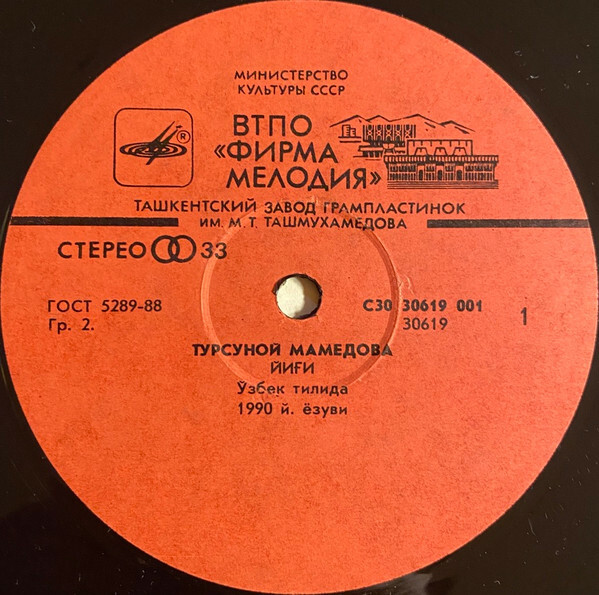 МИНИСТЕРСТВО
КУЛЬТУРЫ СССР
ВТПО
«ФИРМА
МЕЛОДИЯ»
®
ТАШКЕНТСКИЙ ЗАВОД ГРАМПЛАСТИНОК
ИМ. М. Т. ТАШМУХАМЕДОВА
СТЕРЕО 33
ГОСТ 5289-88
Гр. 2.
С30 30619 001
30619
1
ТУРСУНОЙ МАМЕДОВА
ЙИҒИ
Ўзбек тилида
1990 й. ёзуви